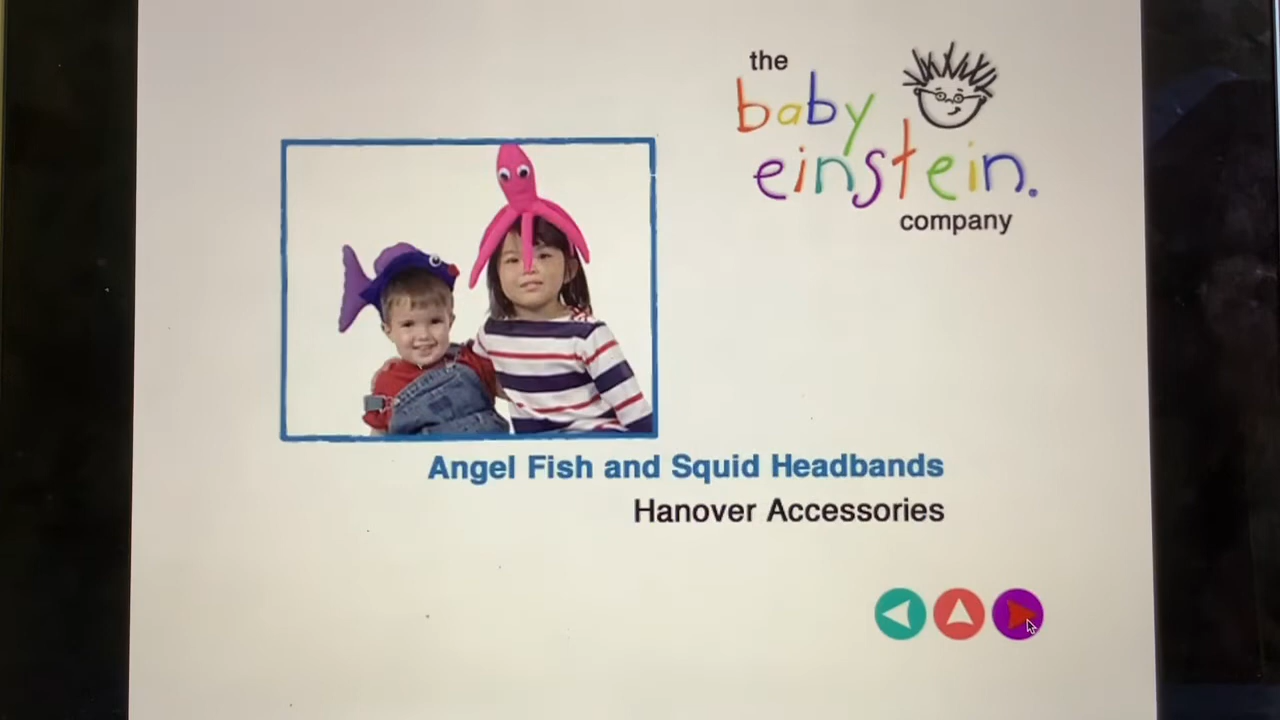 the
baby
einstein.
company
Angel Fish and Squid Headbands
Hanover Accessories